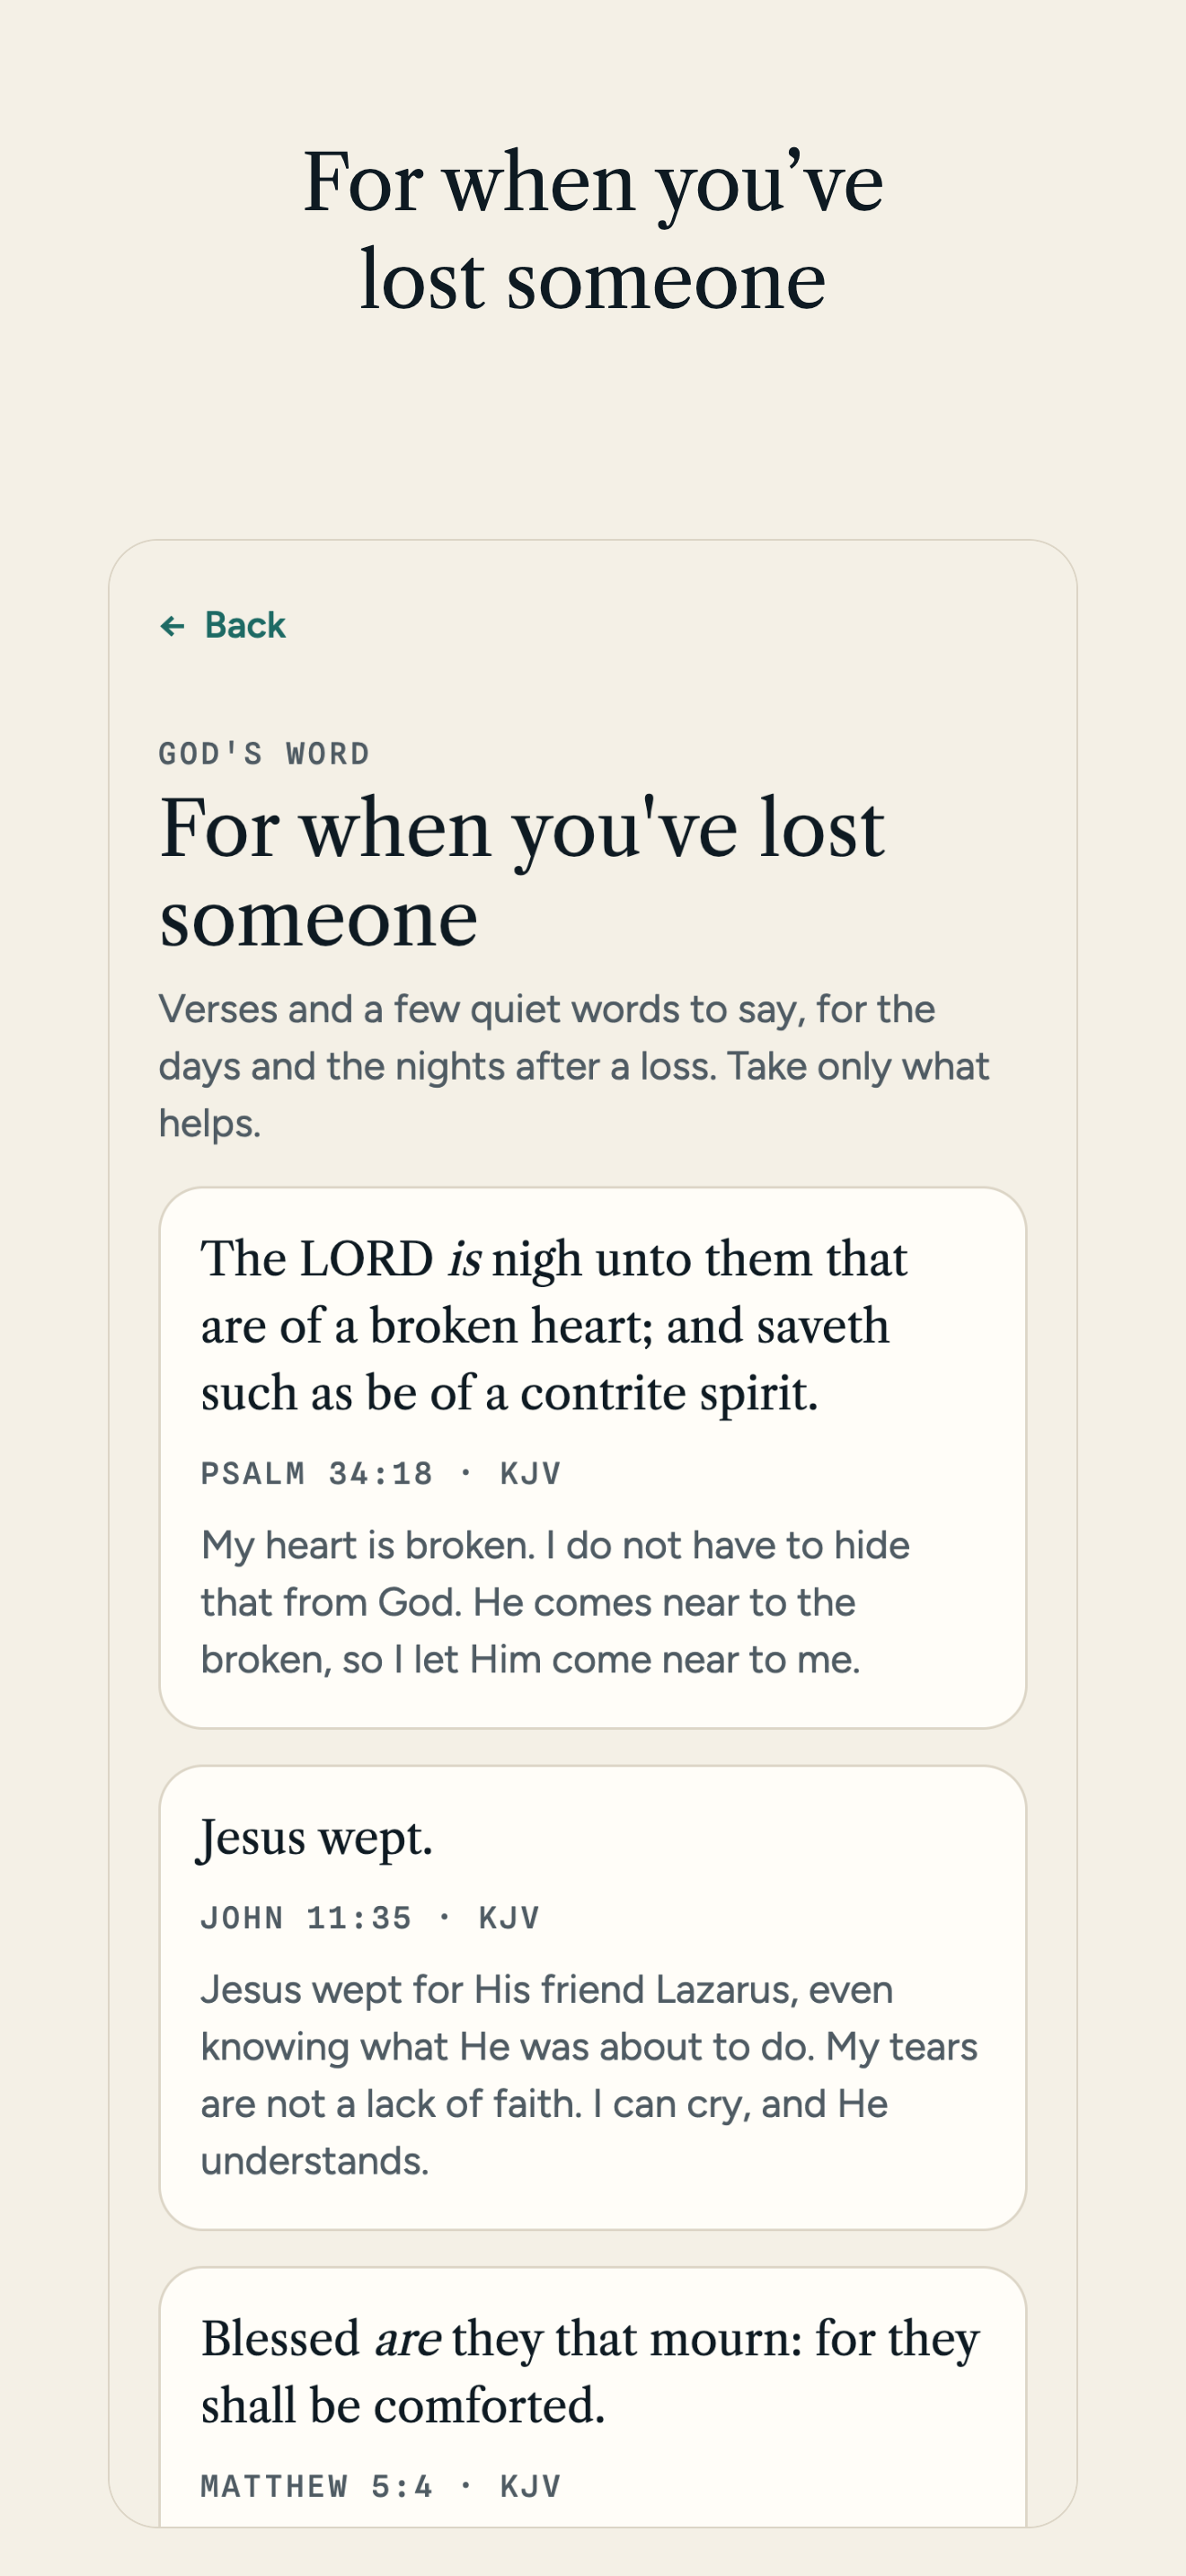 For when you’ve
lost someone
← Back
GOD'S WORD
For when you've lost
someone
Verses and a few quiet words to say, for the
days and the nights after a loss. Take only what
helps.
The LORD is nigh unto them that
are of a broken heart; and saveth
such as be of a contrite spirit.
PSALM 34:18 · KJV
My heart is broken. I do not have to hide
that from God. He comes near to the
broken, so I let Him come near to me.
Jesus wept.
JOHN 11:35 · KJV
Jesus wept for His friend Lazarus, even
knowing what He was about to do. My tears
are not a lack of faith. I can cry, and He
understands.
Blessed are they that mourn: for they
shall be comforted.
MATTHEW 5:4 · KJV